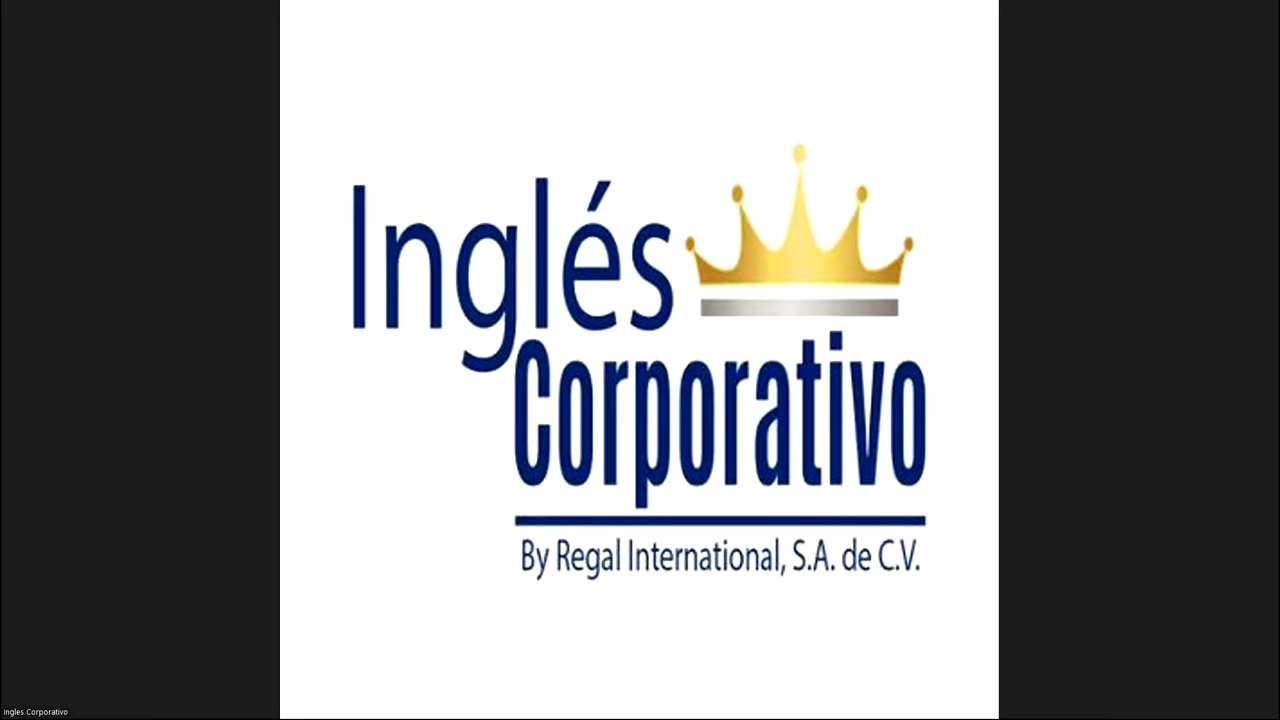 Inglés
Corporativo
By Regal International, S.A. de C.V.
Ingles Corporativo